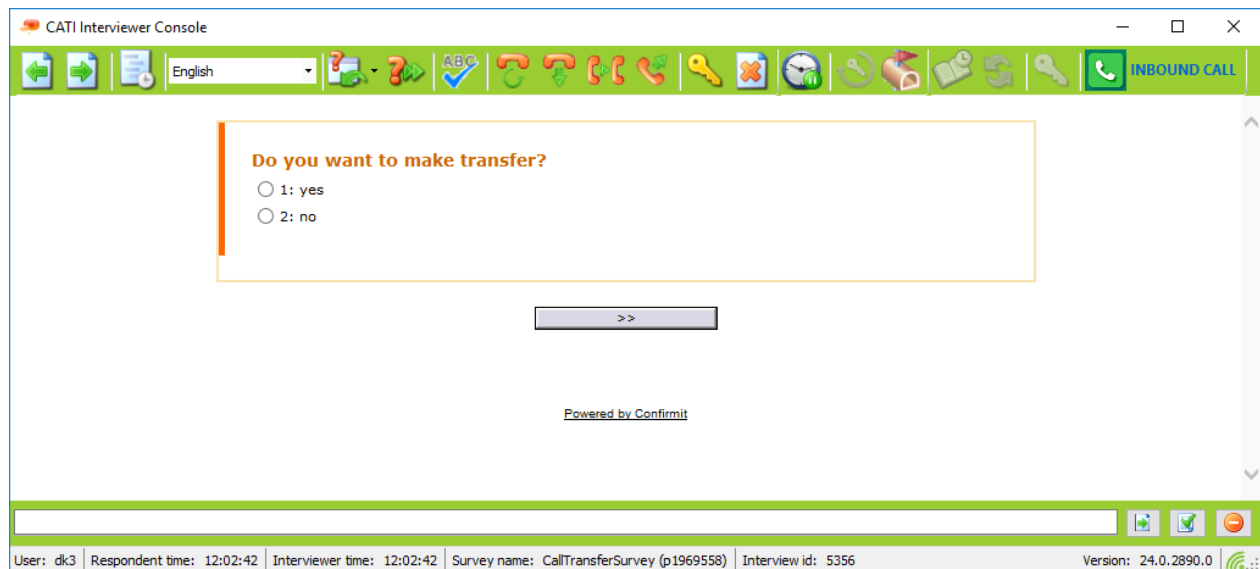 CATI Interviewer Console
English
ABC
INBOUND CALL
Do you want to make transfer?
1: yes
2: no
>>
Powered by Confirmit
User: dk3 Respondent time: 12:02:42 Interviewer time: 12:02:42 Survey name: CallTransferSurvey (p1969558) Interview id: 5356 Version: 24.0.2890.0